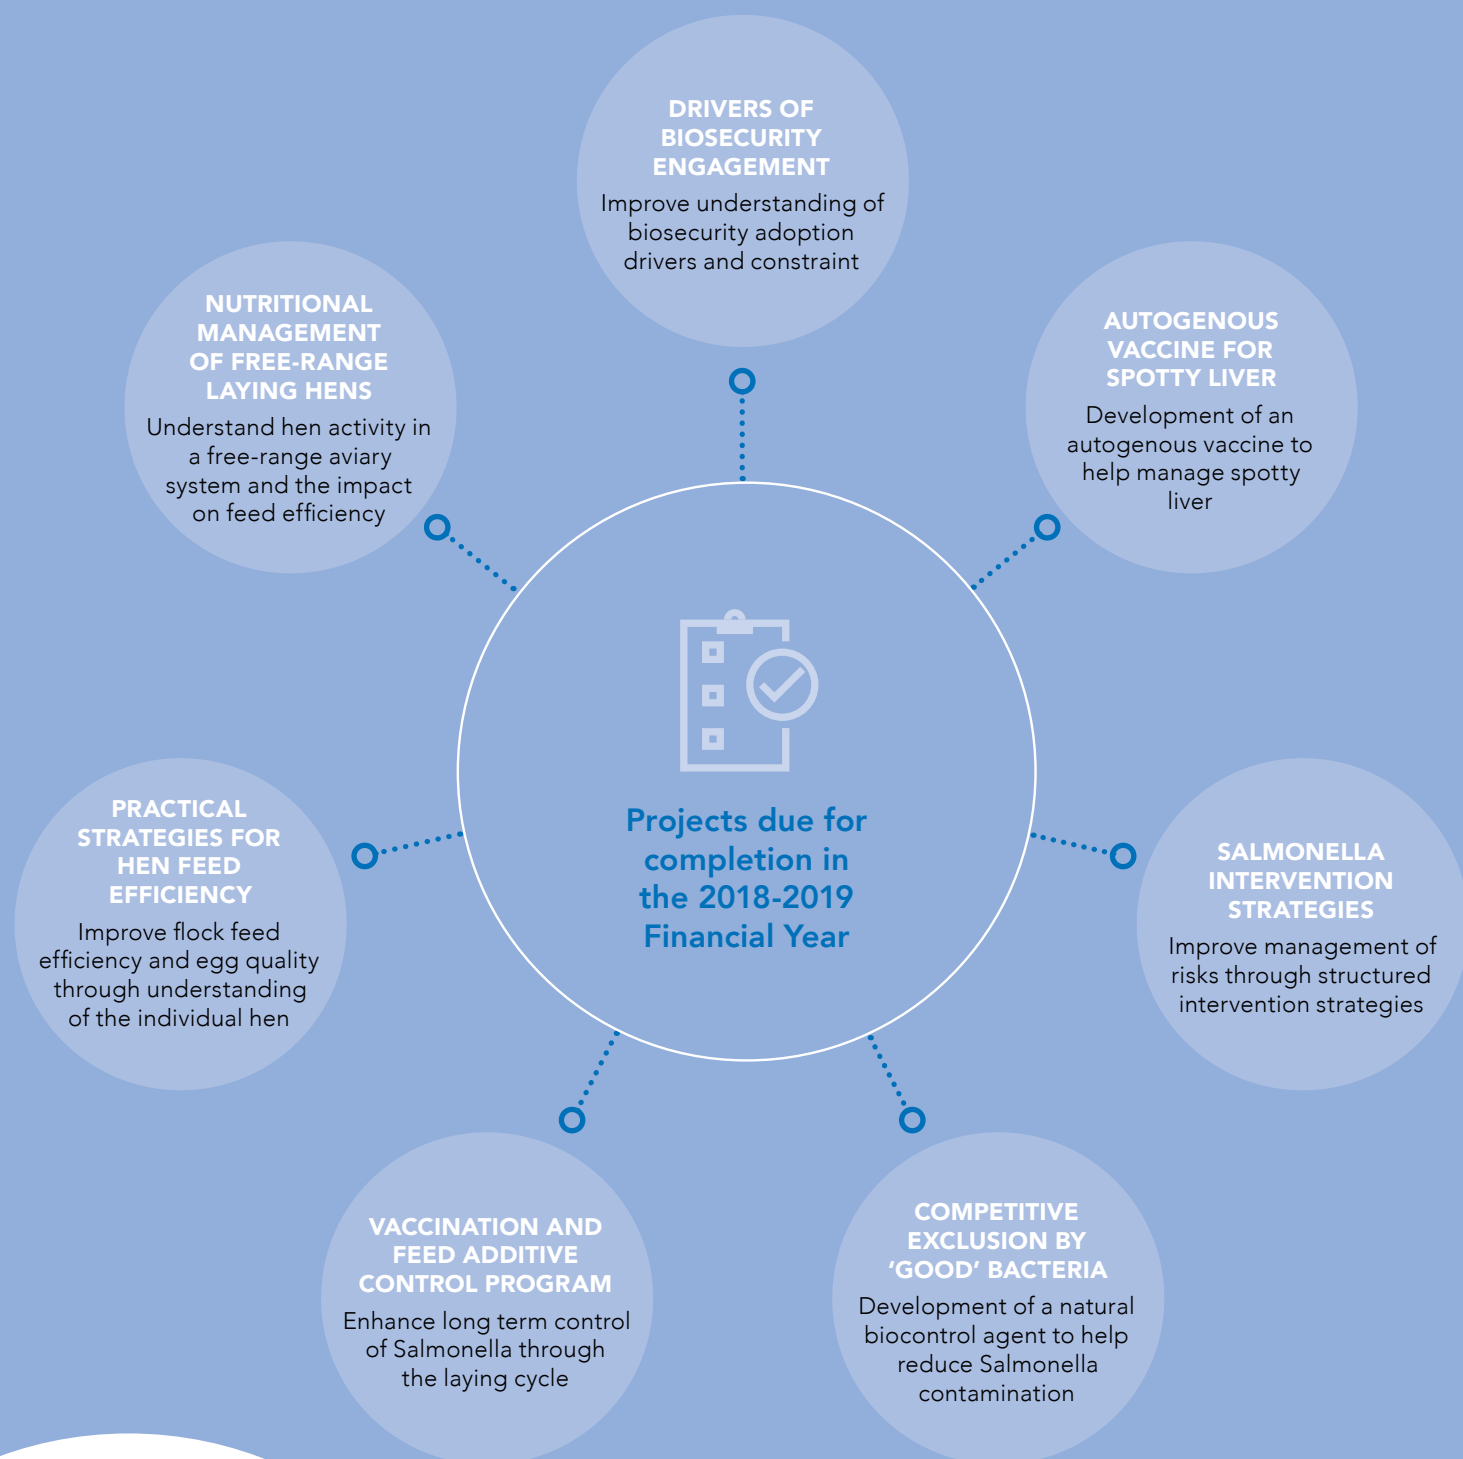 DRIVERS OF
BIOSECURITY
ENGAGEMENT
Improve understanding of
biosecurity adoption
drivers and constraint
AUTOGENOUS
VACCINE FOR
SPOTTY LIVER
Development of an
autogenous vaccine to
help manage spotty
liver
SALMONELLA
INTERVENTION
STRATEGIES
Improve management of
risks through structured
intervention strategies
COMPETITIVE
EXCLUSION BY
‘GOOD’ BACTERIA
Development of a natural
biocontrol agent to help
reduce Salmonella
contamination
VACCINATION AND
FEED ADDITIVE
CONTROL PROGRAM
Enhance long term control
of Salmonella through
the laying cycle
PRACTICAL
STRATEGIES FOR
HEN FEED
EFFICIENCY
Improve flock feed
efficiency and egg quality
through understanding
of the individual hen
NUTRITIONAL
MANAGEMENT
OF FREE-RANGE
LAYING HENS
Understand hen activity in
a free-range aviary
system and the impact
on feed efficiency
Projects due for
completion in
the 2018-2019
Financial Year